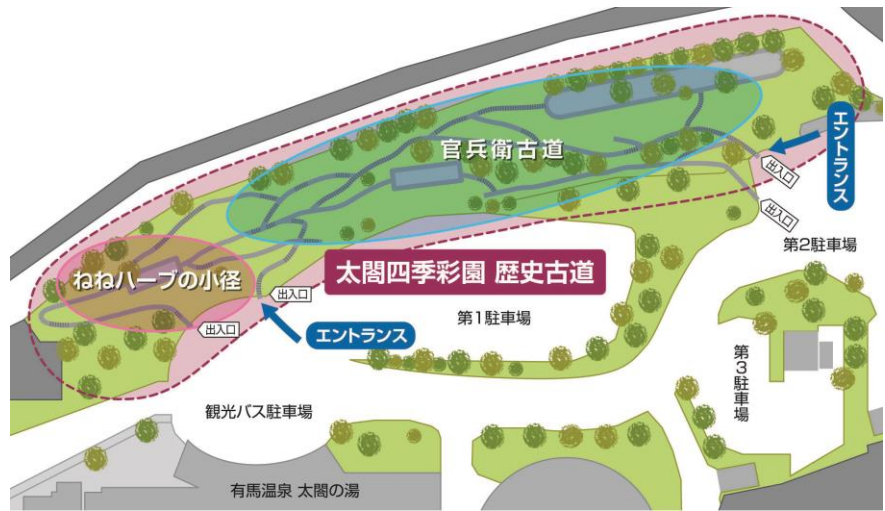 官兵衛古道
エントランス
出入口
出入口
第2駐車場
ねねハーブの小径
太閤四季彩園 歴史古道
出入口
第1駐車場
出入口
エントランス
第3駐車場
観光バス駐車場
有馬温泉 太閤の湯